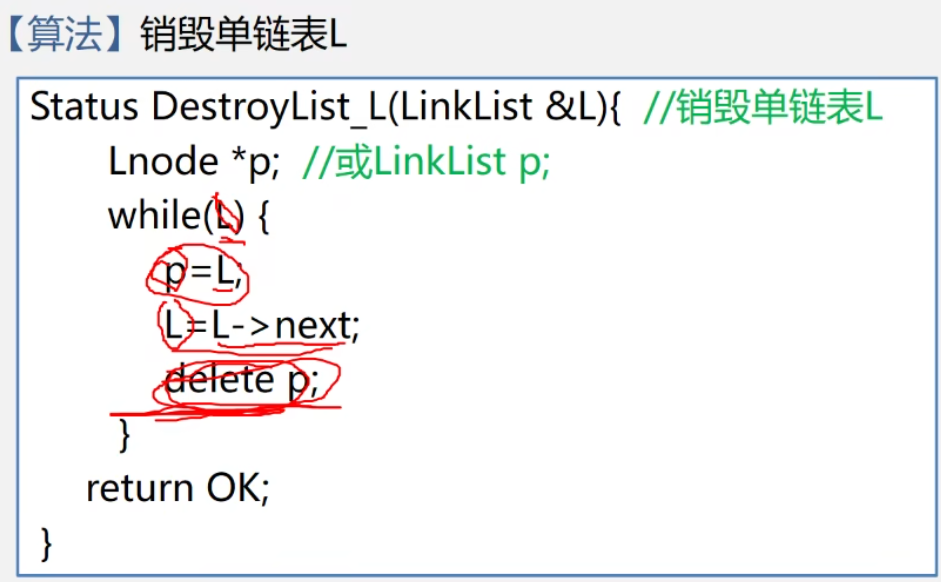 【算法】销毁单链表L
Status DestroyList_L(LinkList &L){ //销毁单链表L
Lnode *p; //或LinkList p;
while(L) {
p=L;
L=L->next;
delete p;
}
return OK;
}